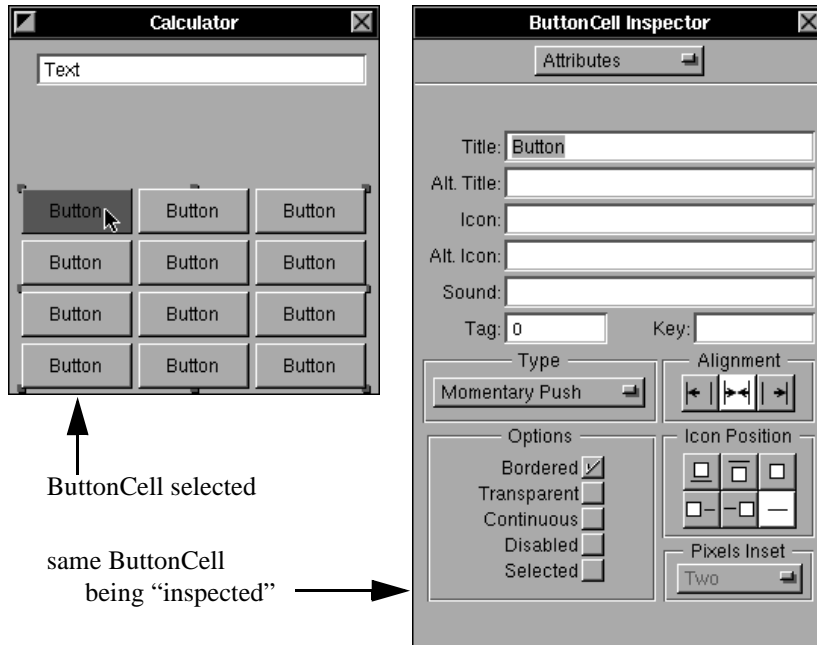 Calculator
Text
Button Button Button
Button Button Button
Button Button Button
Button Button Button
ButtonCell selected
same ButtonCell
being “inspected”
ButtonCell Inspector
Attributes
Title: Button
Alt. Title:
Icon:
Alt. Icon:
Sound:
Tag: 0 Key:
Type Alignment
Momentary Push
Options Icon Position
Bordered
Transparent
Continuous
Disabled
Selected
Pixels Inset
Two